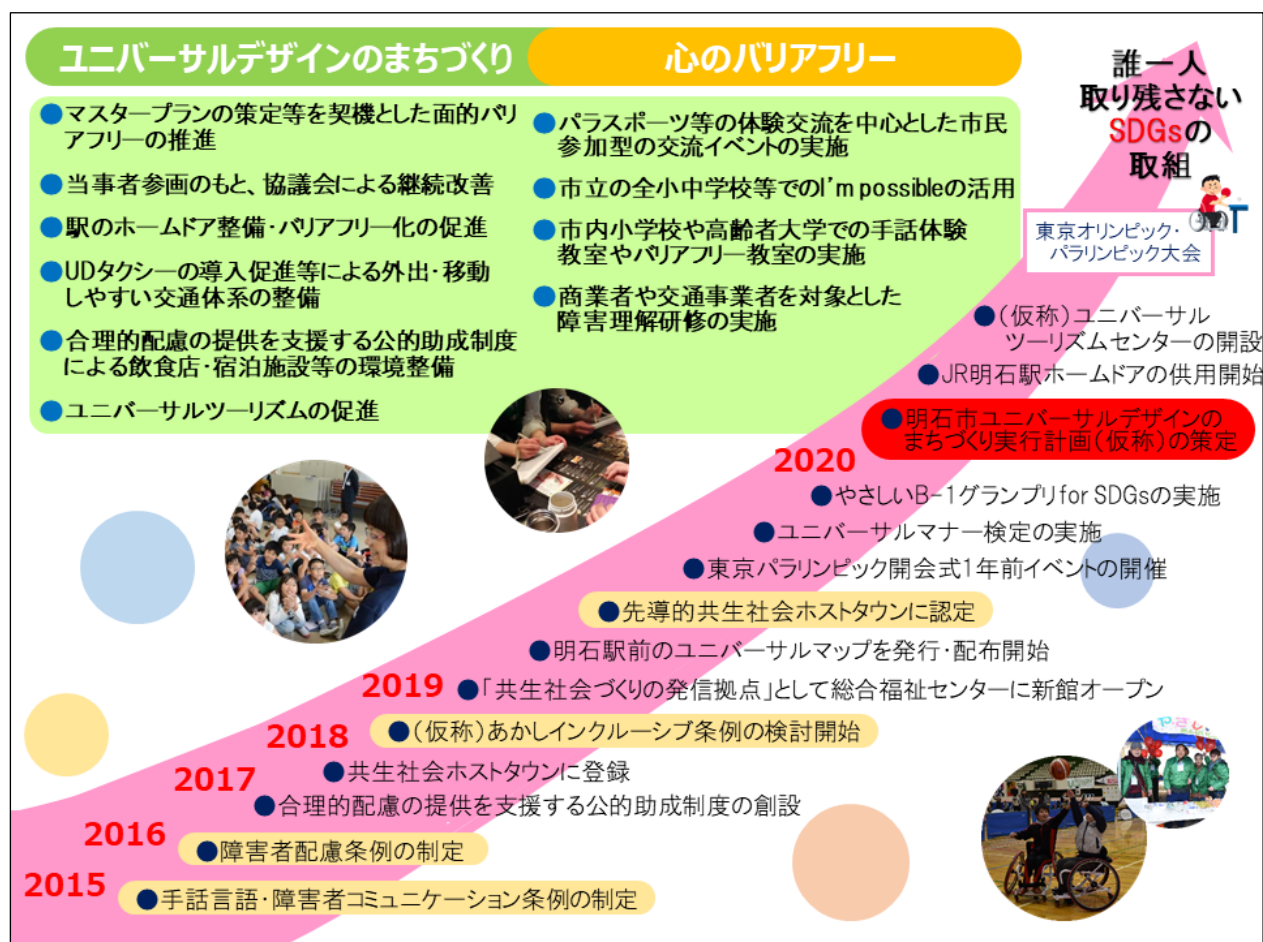 ユニバーサルデザインのまちづくり
心のバリアフリー
●マスタープランの策定等を契機とした面的バリ
アフリーの推進
●当事者参画のもと、協議会による継続改善
●駅のホームドア整備・バリアフリー化の促進
●UDタクシーの導入促進等による外出・移動
しやすい交通体系の整備
●合理的配慮の提供を支援する公的助成制度
による飲食店・宿泊施設等の環境整備
●ユニバーサルツーリズムの促進
●パラスポーツ等の体験交流を中心とした市民
参加型の交流イベントの実施
●市立の全小中学校等でのI'm possibleの活用
●市内小学校や高齢者大学での手話体験
教室やバリアフリー教室の実施
●商業者や交通事業者を対象とした
障害理解研修の実施
誰一人
取り残さない
SDGsの
取組
東京オリンピック・
パラリンピック大会
●(仮称)ユニバーサル
ツーリズムセンターの開設
●JR明石駅ホームドアの供用開始
●明石市ユニバーサルデザインの
まちづくり実行計画(仮称)の策定
2020
●やさしいB-1グランプリfor SDGsの実施
●ユニバーサルマナー検定の実施
●東京パラリンピック開会式1年前イベントの開催
●先導的共生社会ホストタウンに認定
●明石駅前のユニバーサルマップを発行・配布開始
2019
●「共生社会づくりの発信拠点」として総合福祉センターに新館オープン
2018
●(仮称)あかしインクルーシブ条例の検討開始
2017
●共生社会ホストタウンに登録
●合理的配慮の提供を支援する公的助成制度の創設
2016
●障害者配慮条例の制定
2015
●手話言語・障害者コミュニケーション条例の制定